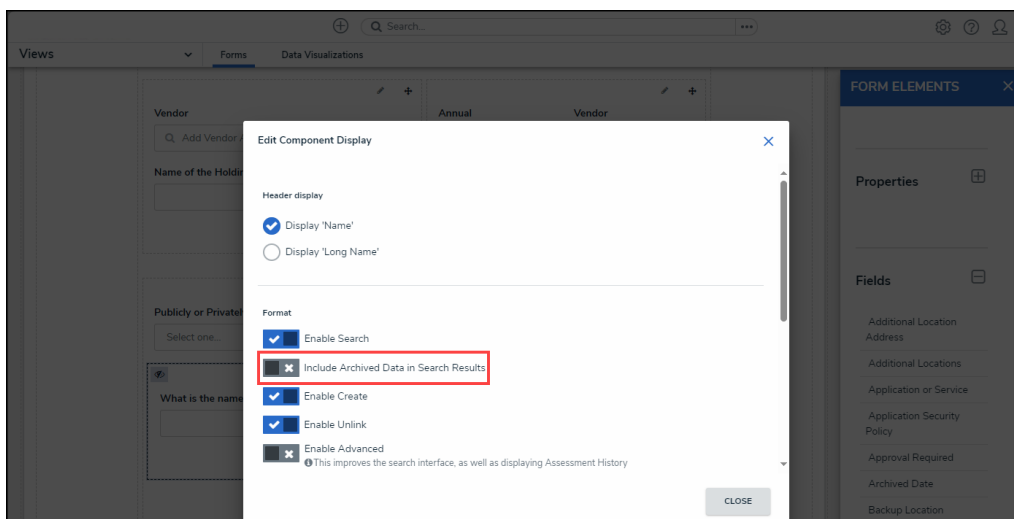 Search...
Views
Forms
Data Visualizations
FORM ELEMENTS
Vendor
Annual
Vendor
Add Vendor
Edit Component Display
Name of the Holdin
Properties
Header display
Display 'Name'
Display 'Long Name'
Fields
Publicly or Privatel
Format
Additional Location
Address
Select one...
Enable Search
Include Archived Data in Search Results
Additional Locations
What is the name
Enable Create
Application or Service
Enable Unlink
Application Security
Policy
Enable Advanced
This improves the search interface, as well as displaying Assessment History
Approval Required
Archived Date
CLOSE
Backup Location